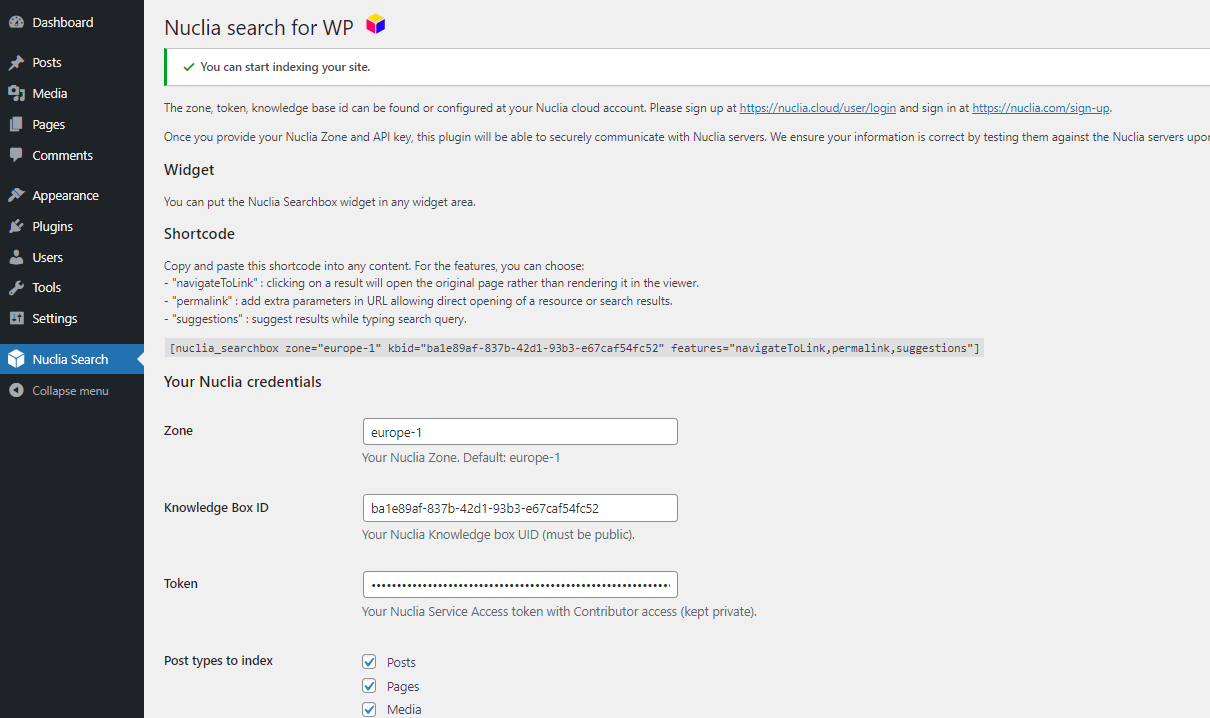 Dashboard
Posts
Media
Pages
Comments
Appearance
Plugins
Users
Tools
Settings
Nuclia Search
Collapse menu
Nuclia search for WP
You can start indexing your site.
The zone, token, knowledge base id can be found or configured at your Nuclia cloud account. Please sign up at https://nuclia.cloud/user/login and sign in at https://nuclia.com/sign-up.
Once you provide your Nuclia Zone and API key, this plugin will be able to securely communicate with Nuclia servers. We ensure your information is correct by testing them against the Nuclia servers upon
Widget
You can put the Nuclia Searchbox widget in any widget area.
Shortcode
Copy and paste this shortcode into any content. For the features, you can choose:
- "navigateToLink" : clicking on a result will open the original page rather than rendering it in the viewer.
- "permalink" : add extra parameters in URL allowing direct opening of a resource or search results.
- "suggestions" : suggest results while typing search query.
[nuclia_searchbox zone="europe-1" kbid="ba1e89af-837b-42d1-93b3-e67caf54fc52" features="navigateToLink,permalink,suggestions"]
Your Nuclia credentials
Zone
europe-1
Your Nuclia Zone. Default: europe-1
Knowledge Box ID
ba1e89af-837b-42d1-93b3-e67caf54fc52
Your Nuclia Knowledge box UID (must be public).
Token
Your Nuclia Service Access token with Contributor access (kept private).
Post types to index
Posts
Pages
Media